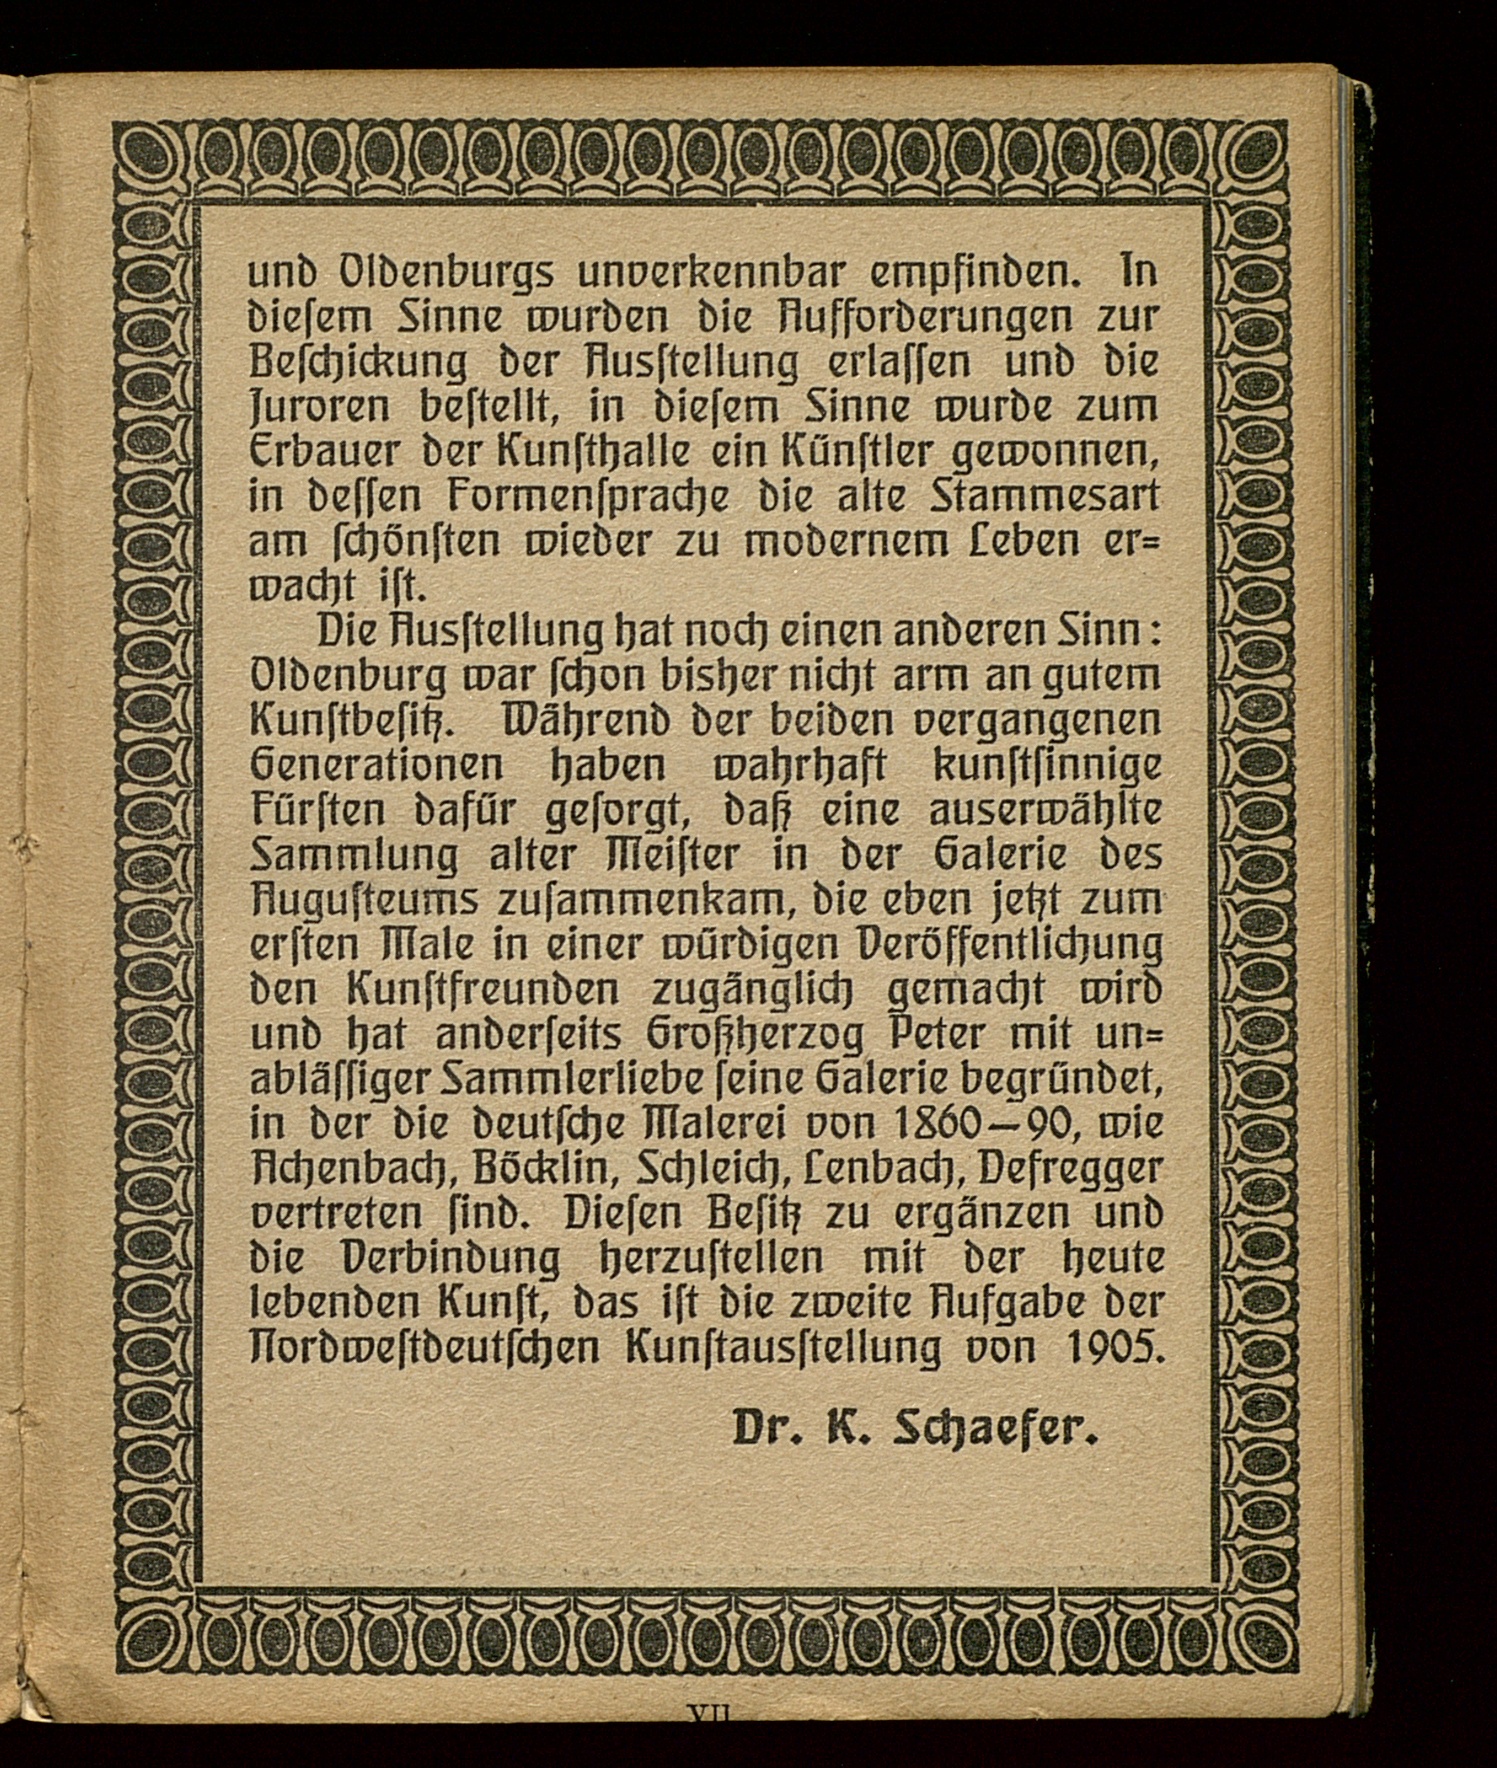 und Oldenburgs unverkennbar empfinden. In
dieſem Sinne wurden die Aufforderungen zur
Beſchickung der Ausſtellung erlaſſen und die
Juroren beſtellt, in dieſem Sinne wurde zum
Erbauer der Kunſthalle ein Künſtler gewonnen,
in deſſen Formenſprache die alte Stammesart
am ſchönſten wieder zu modernem Leben er=
wacht iſt.
Die Ausſtellung hat noch einen anderen Sinn:
Oldenburg war ſchon bisher nicht arm an gutem
Kunſtbeſitz. Während der beiden vergangenen
Generationen haben wahrhaft kunſtſinnige
Fürſten dafür geſorgt, daß eine auserwählte
Sammlung alter Meiſter in der Galerie des
Auguſteums zuſammenkam, die eben jetzt zum
erſten Male in einer würdigen Veröffentlichung
den Kunſtfreunden zugänglich gemacht wird
und hat anderſeits Großherzog Peter mit un=
abläſſiger Sammlerliebe ſeine Galerie begründet,
in der die deutſche Malerei von 1860—90, wie
Achenbach, Böcklin, Schleich, Lenbach, Defregger
vertreten ſind. Dieſen Beſitz zu ergänzen und
die Verbindung herzuſtellen mit der heute
lebenden Kunſt, das iſt die zweite Aufgabe der
Nordweſtdeutſchen Kunſtausſtellung von 1905.
Dr. K. Schaefer.
VII